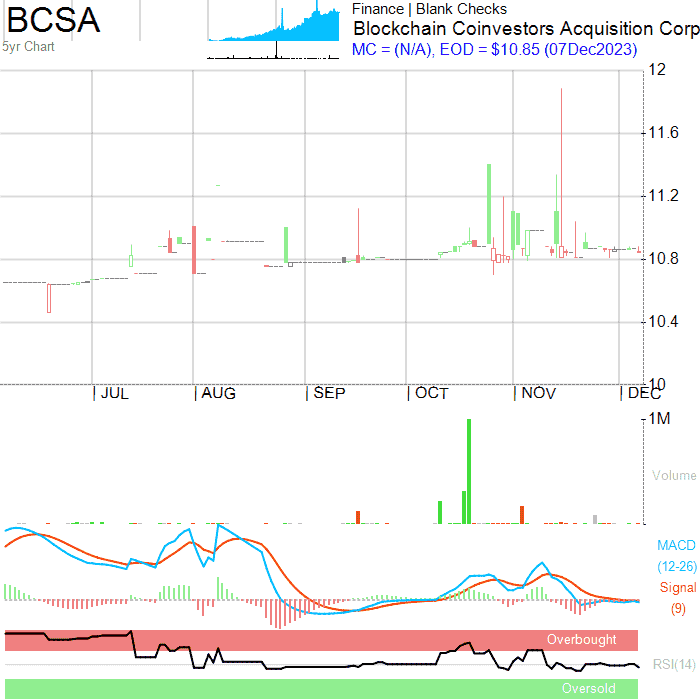 BCSA
5yr Chart
Finance | Blank Checks
Blockchain Coinvestors Acquisition Corp
MC = (N/A), EOD = $10.85 (07Dec2023)
12
11.6
11.2
10.8
10.4
10
JUL
AUG
SEP
OCT
NOV
DEC
1M
Volume
MACD
(12-26)
Signal
(9)
Overbought
RSI(14)
Oversold